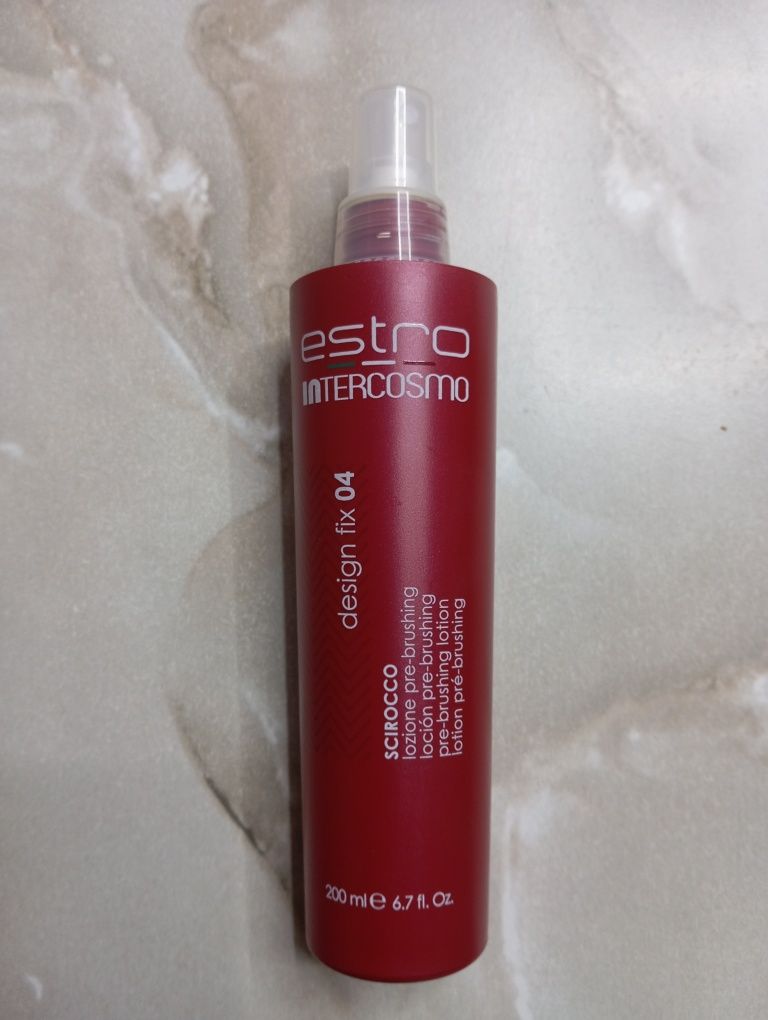 estro
INTERCOSMO
design fix 04
SCIROCCO
lozione pre-brushing
loción pre-brushing
pre-brushing lotion
lotion pré-brushing
200 ml e 6.7 fl. Oz.